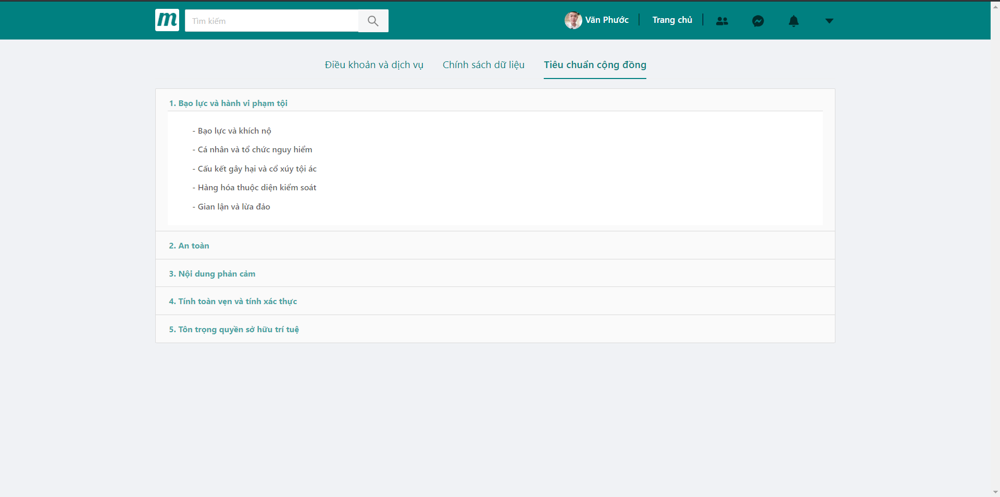 m
Tìm kiếm
Văn Phước
Trang chủ
Điều khoản và dịch vụ
Chính sách dữ liệu
Tiêu chuẩn cộng đồng
1. Bạo lực và hành vi phạm tội
- Bạo lực và khích nộ
- Cá nhân và tổ chức nguy hiểm
- Cấu kết gây hại và cổ xúy tội ác
- Hàng hóa thuộc diện kiểm soát
- Gian lận và lừa đảo
2. An toàn
3. Nội dung phản cảm
4. Tính toàn vẹn và tính xác thực
5. Tôn trọng quyền sở hữu trí tuệ